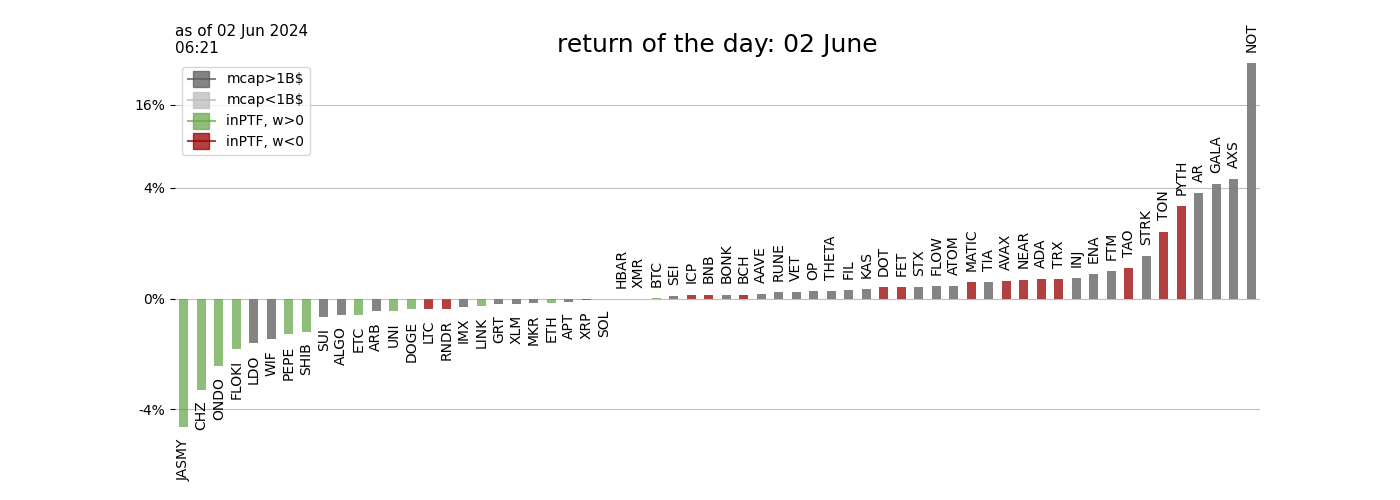 as of 02 Jun 2024
06:21
return of the day: 02 June
mcap>1B$
mcap<1B$
inPTF, w>0
inPTF, w<0
16%
4%
0%
-4%
JASMY
CHZ
ONDO
FLOKI
LDO
WIF
PEPE
SHIB
SUI
ALGO
ETC
ARB
UNI
DOGE
LTC
RNDR
IMX
LINK
GRT
XLM
MKR
ETH
APT
XRP
SOL
HBAR
XMR
BTC
SEI
ICP
BNB
BONK
BCH
AAVE
RUNE
VET
OP
THETA
FIL
KAS
DOT
FET
STX
FLOW
ATOM
MATIC
TIA
AVAX
NEAR
ADA
TRX
INJ
ENA
FTM
TAO
STRK
TON
PYTH
AR
GALA
AXS
NOT